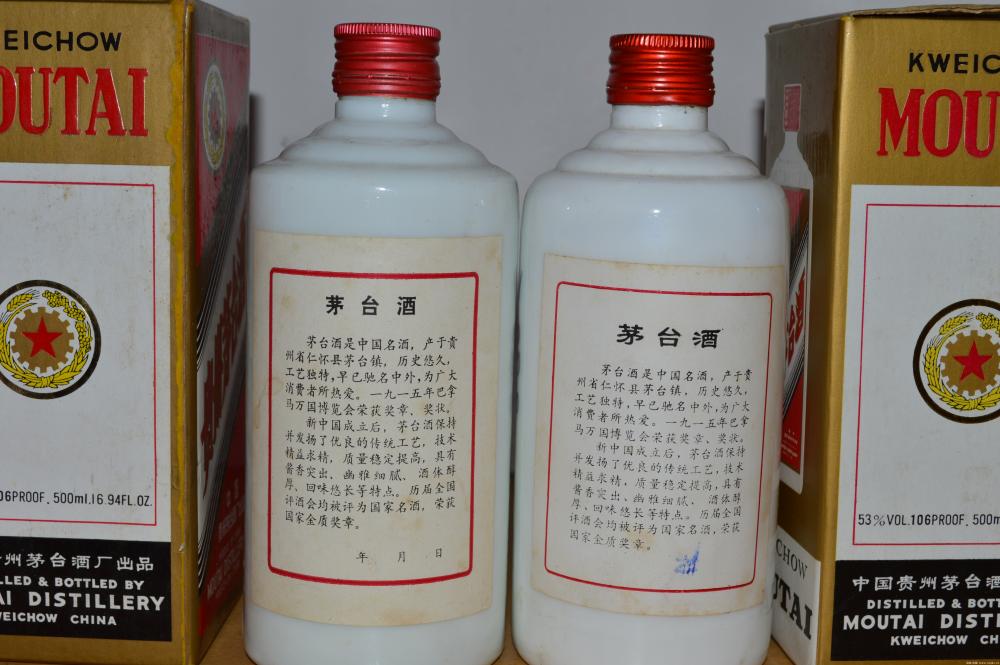 KWEICHOW
MOUTAI
106PROOF. 500ml.16.94FL.OZ.
州茅台酒厂出品
DISTILLED & BOTTLED BY
MOUTAI DISTILLERY
KWEICHOW CHINA
茅台酒
茅台酒是中国名酒,产于贵
州省仁怀县茅台镇,历史悠久,
工艺独特,早已驰名中外,为广大
消费者所热爱。一九一五年巴拿
马万国博览会荣获奖章、奖状。
新中国成立后,茅台酒保持
并发扬了优良的传统工艺,技术
精益求精,质量稳定提高,具有
酱香突出、幽雅细腻、酒体醇
厚、回味悠长等特点。历届全国
评酒会均被评为国家名酒,荣获
国家金质奖章。
年 月 日
茅台酒
茅台酒是中国名酒,产于贵
州省仁怀县茅台镇,历史悠久,
工艺独特,早已驰名中外,为广大
消费者所热爱。一九一五年巴拿
马万国博览会荣获奖章、奖状。
新中国成立后,茅台酒保持
并发扬了优良的传统工艺,技术
精益求精,质量稳定提高,具有
酱香突出、幽雅细腻、酒体醇
厚、回味悠长等特点。历届全国
评酒会均被评为国家名酒,荣获
国家金质奖章。
KWEIC
MOU
53%VOL.106PROOF. 500m
中国贵州茅台酒
DISTILLED & BOT
MOUTAI DIST
KWEICHOW CH
CHOW
UTAI